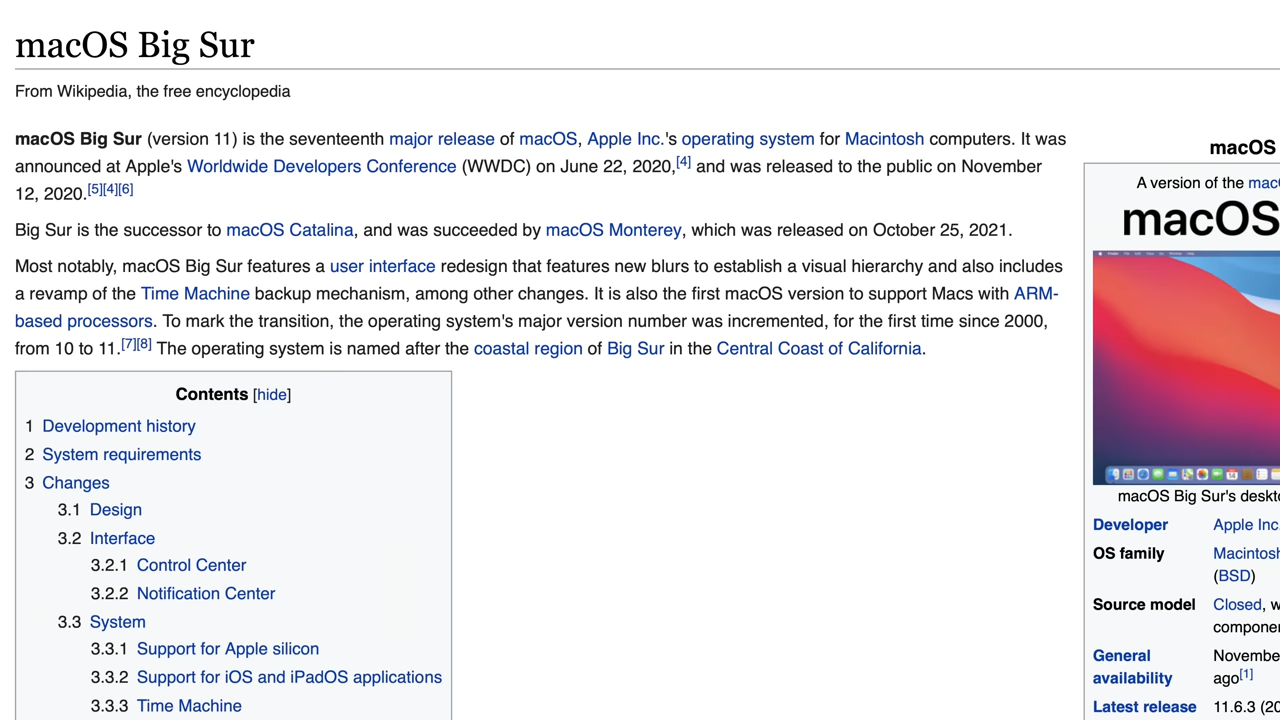 macOS Big Sur
From Wikipedia, the free encyclopedia
macOS Big Sur (version 11) is the seventeenth major release of macOS, Apple Inc.'s operating system for Macintosh computers. It was
announced at Apple's Worldwide Developers Conference (WWDC) on June 22, 2020,[4] and was released to the public on November
12, 2020.[5][4][6]
Big Sur is the successor to macOS Catalina, and was succeeded by macOS Monterey, which was released on October 25, 2021.
Most notably, macOS Big Sur features a user interface redesign that features new blurs to establish a visual hierarchy and also includes
a revamp of the Time Machine backup mechanism, among other changes. It is also the first macOS version to support Macs with ARM-
based processors. To mark the transition, the operating system's major version number was incremented, for the first time since 2000,
from 10 to 11.[7][8] The operating system is named after the coastal region of Big Sur in the Central Coast of California.
Contents [hide]
1 Development history
2 System requirements
3 Changes
3.1 Design
3.2 Interface
3.2.1 Control Center
3.2.2 Notification Center
3.3 System
3.3.1 Support for Apple silicon
3.3.2 Support for iOS and iPadOS applications
3.3.3 Time Machine
macOS
A version of the mac
macOS
macOS Big Sur's deskt
Developer Apple Inc.
OS family Macintosh
(BSD)
Source model Closed, w
componen
General Novembe
availability ago[1]
Latest release 11.6.3 (20